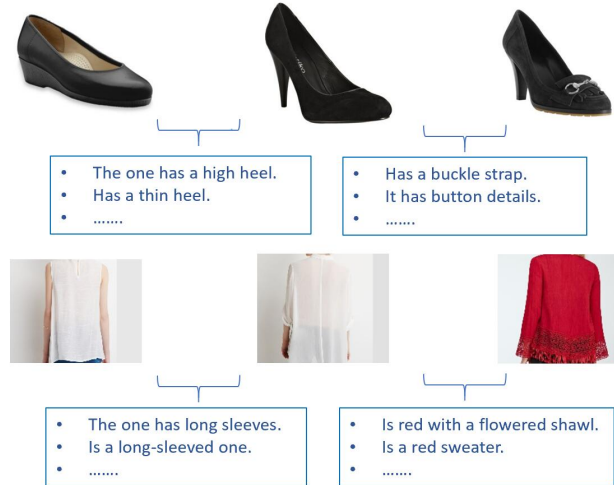 • The one has a high heel.
• Has a thin heel.
• …….
• Has a buckle strap.
• It has button details.
• …….
• The one has long sleeves.
• Is a long-sleeved one.
• …….
• Is red with a flowered shawl.
• Is a red sweater.
• …….